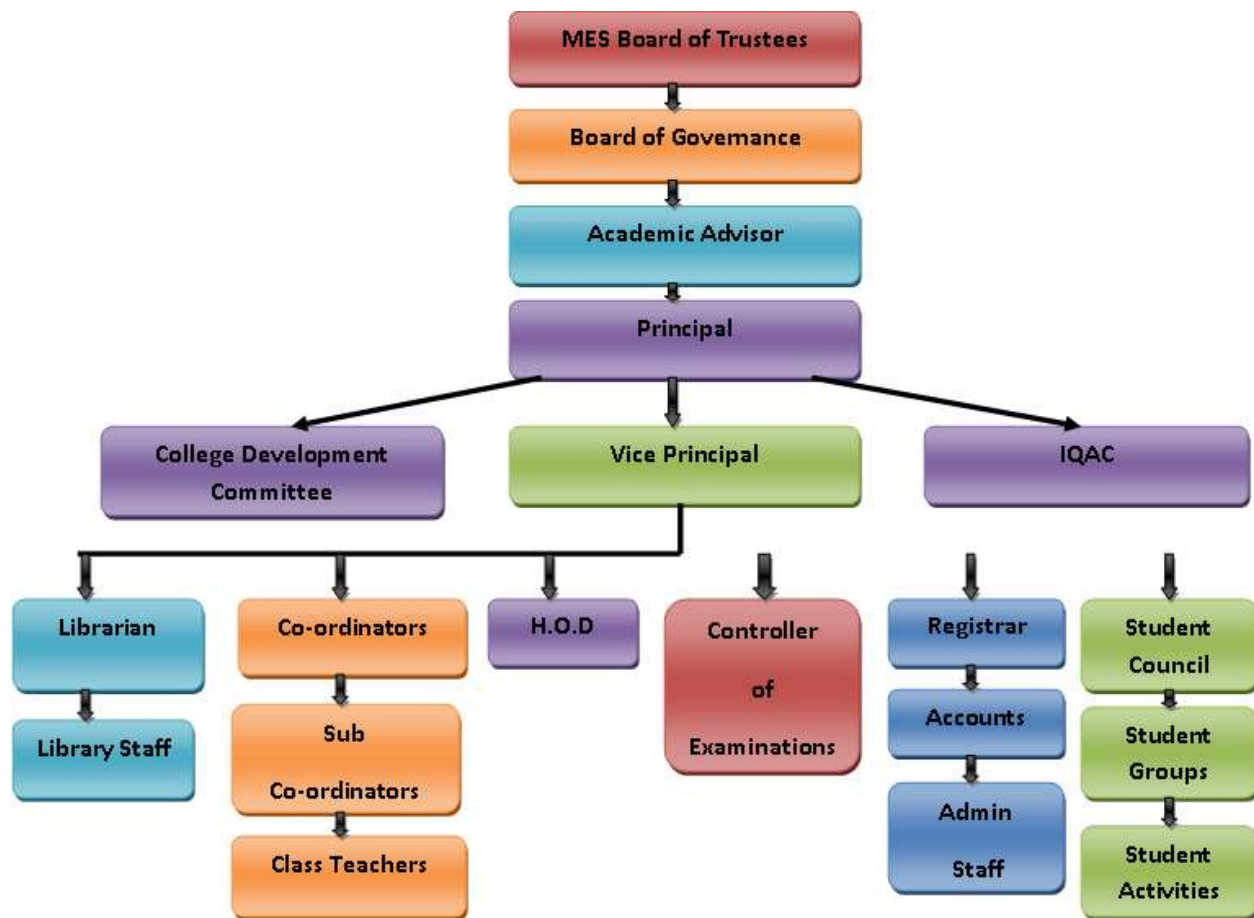 MES Board of Trustees
Board of Governance
Academic Advisor
Principal
College Development
Committee
Vice Principal
IQAC
Librarian
Library Staff
Co-ordinators
Sub
Co-ordinators
Class Teachers
H.O.D
Controller
of
Examinations
Registrar
Accounts
Admin
Staff
Student
Council
Student
Groups
Student
Activities